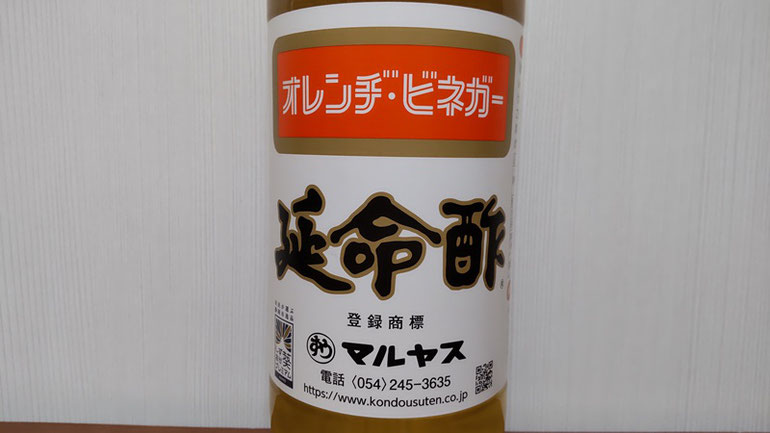 オレンヂ・ビネガー
延命酢
登録商標
マルヤス
電話〈054〉245-3635
https://www.kondousuten.co.jp